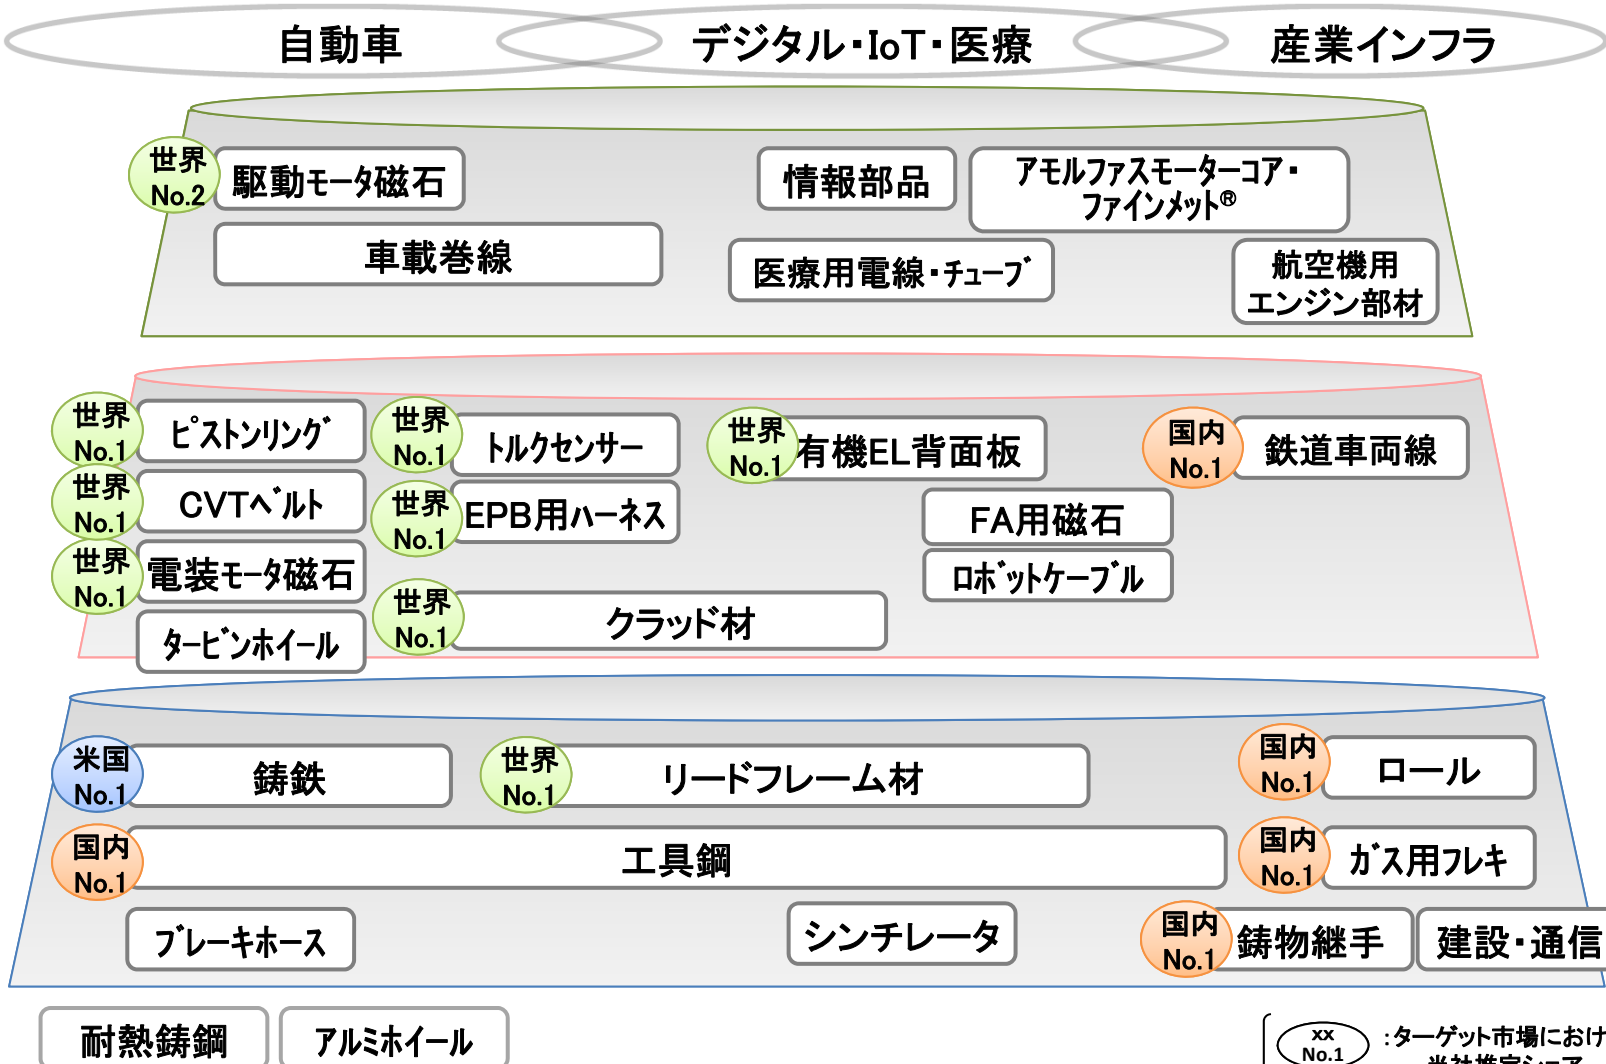 自動車
デジタル・IoT・医療
産業インフラ
世界
No.2
駆動モータ磁石
情報部品
アモルファスモーターコア・
ファインメット®
車載巻線
医療用電線・チューブ
航空機用
エンジン部材
世界
No.1
ピストンリング
世界
No.1
トルクセンサー
世界
No.1
有機EL背面板
国内
No.1
鉄道車両線
世界
No.1
CVTベルト
世界
No.1
EPB用ハーネス
FA用磁石
世界
No.1
電装モータ磁石
ロボットケーブル
世界
No.1
クラッド材
タービンホイール
米国
No.1
鋳鉄
世界
No.1
リードフレーム材
国内
No.1
ロール
国内
No.1
工具鋼
国内
No.1
ガス用フレキ
ブレーキホース
シンチレータ
国内
No.1
鋳物継手
建設・通信
耐熱鋳鋼
アルミホイール
xx
No.1
：ターゲット市場におけ
当社推定シェア